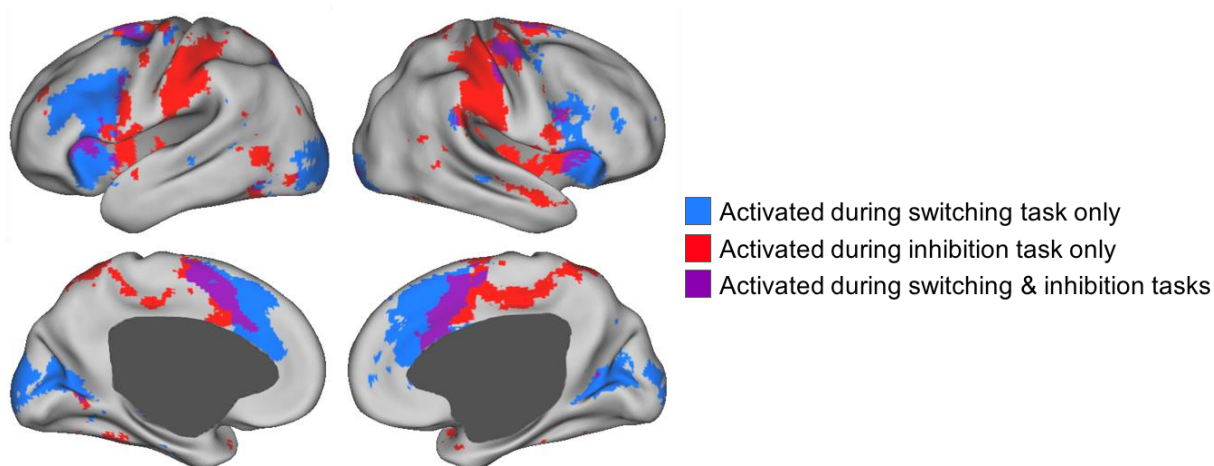 Activated during switching task only
Activated during inhibition task only
Activated during switching & inhibition tasks